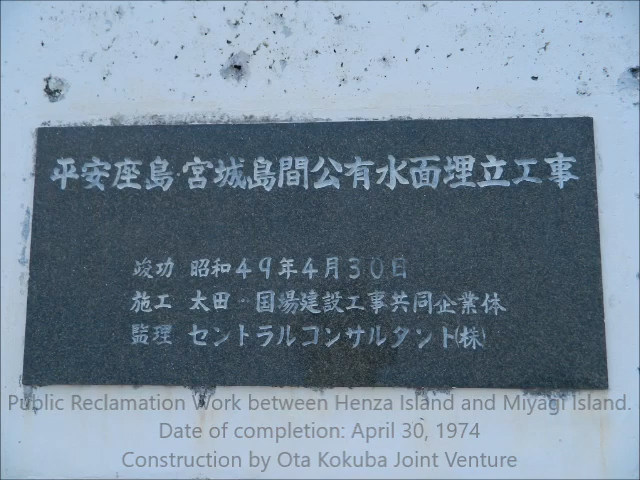 平安座島・宮城島間公有水面埋立工事
竣功 昭和49年4月30日
施工 太田・国場建設工事共同企業体
監理 セントラルコンサルタント(株)
Public Reclamation Work between Henza Island and Miyagi Island.
Date of completion: April 30, 1974
Construction by Ota Kokuba Joint Venture